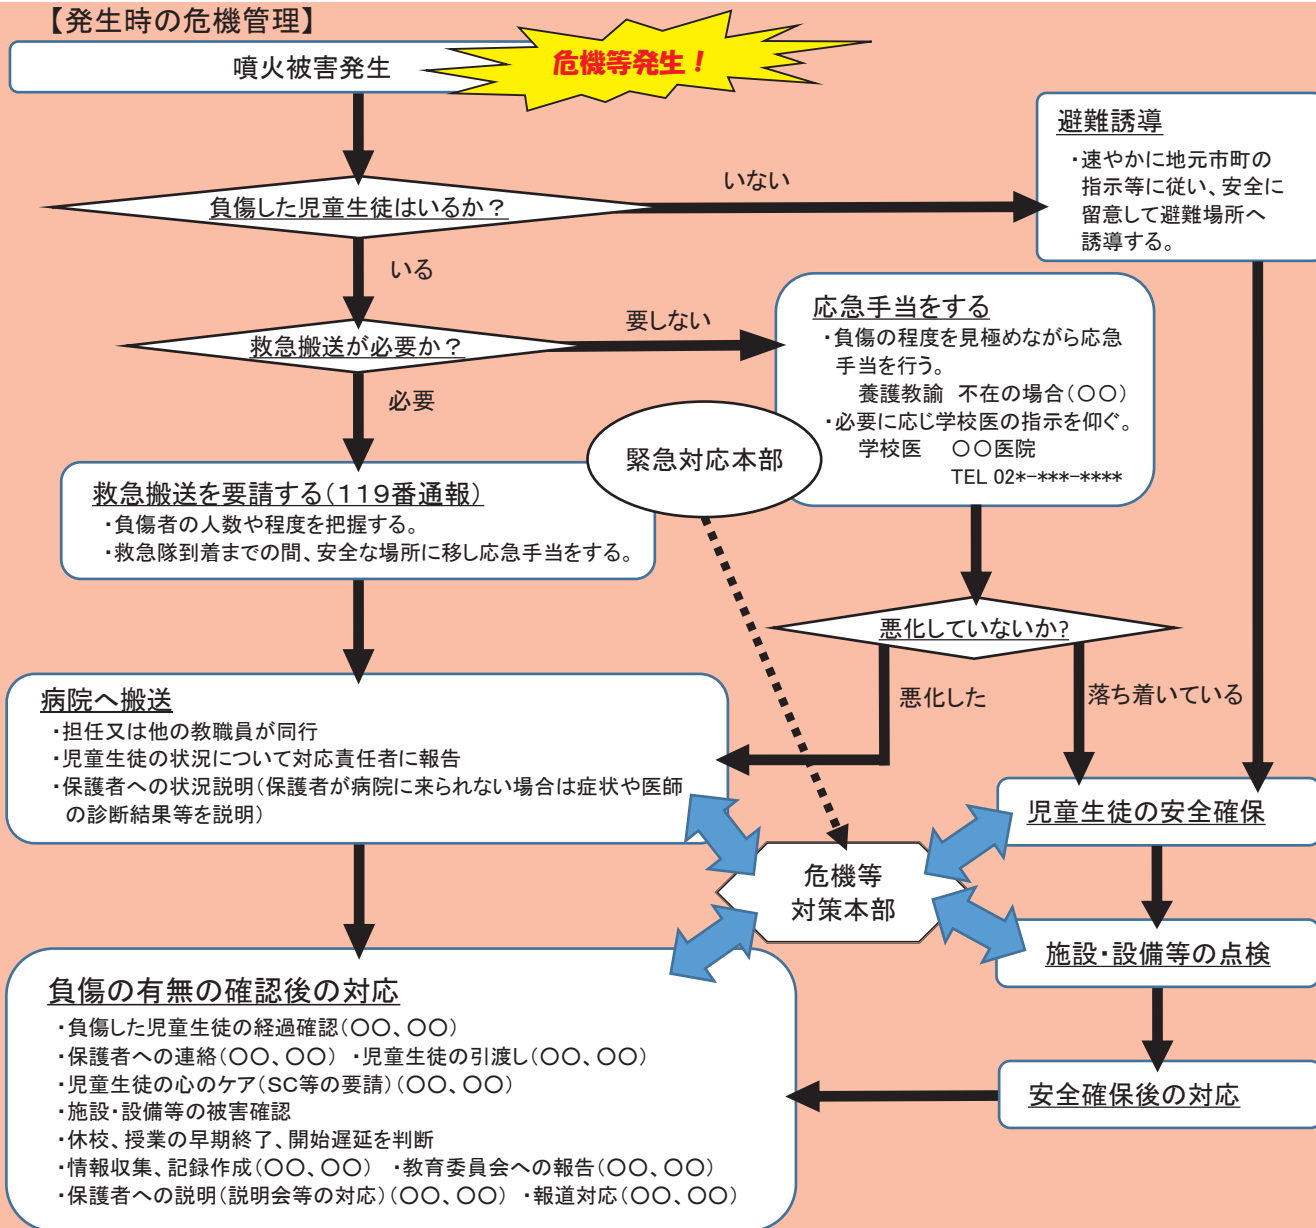 【発生時の危機管理】
噴火被害発生
危機等発生！
負傷した児童生徒はいるか？
いない
避難誘導
・速やかに地元市町の
指示等に従い、安全に
留意して避難場所へ
誘導する。
いる
救急搬送が必要か？
要しない
応急手当をする
・負傷の程度を見極めながら応急
手当を行う。
養護教諭 不在の場合(〇〇)
・必要に応じ学校医の指示を仰ぐ。
学校医 〇〇医院
TEL 02*-***-****
必要
緊急対応本部
救急搬送を要請する(１１９番通報)
・負傷者の人数や程度を把握する。
・救急隊到着までの間、安全な場所に移し応急手当をする。
悪化していないか?
悪化した
落ち着いている
病院へ搬送
・担任又は他の教職員が同行
・児童生徒の状況について対応責任者に報告
・保護者への状況説明(保護者が病院に来られない場合は症状や医師
の診断結果等を説明)
児童生徒の安全確保
危機等
対策本部
施設・設備等の点検
安全確保後の対応
負傷の有無の確認後の対応
・負傷した児童生徒の経過確認(〇〇、〇〇)
・保護者への連絡(〇〇、〇〇) ・児童生徒の引渡し(〇〇、〇〇)
・児童生徒の心のケア(SC等の要請)(〇〇、〇〇)
・施設・設備等の被害確認
・休校、授業の早期終了、開始遅延を判断
・情報収集、記録作成(〇〇、〇〇) ・教育委員会への報告(〇〇、〇〇)
・保護者への説明(説明会等の対応)(〇〇、〇〇) ・報道対応(〇〇、〇〇)